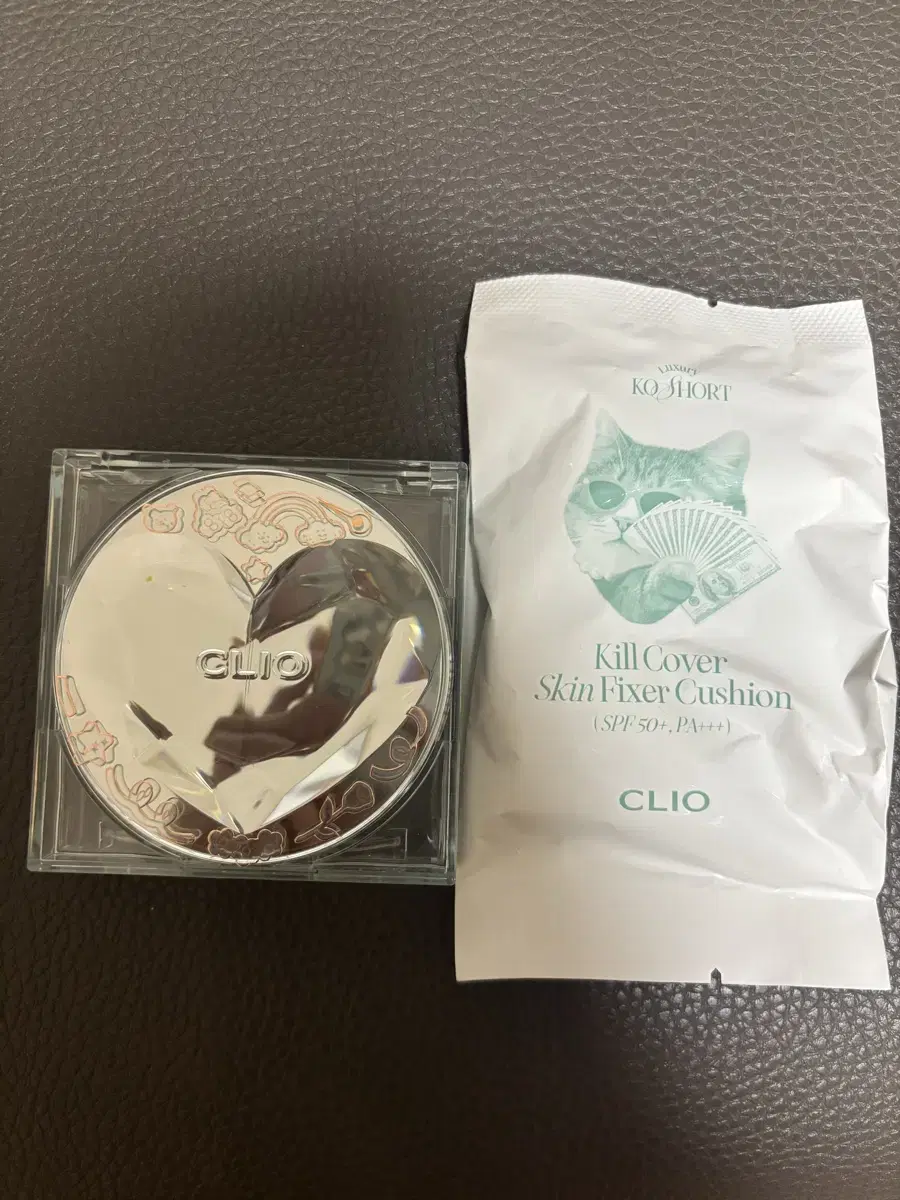 CLIO
Luxury
KOSHORT
Kill Cover
Skin Fixer Cushion
(SPF 50+, PA+++)
CLIO